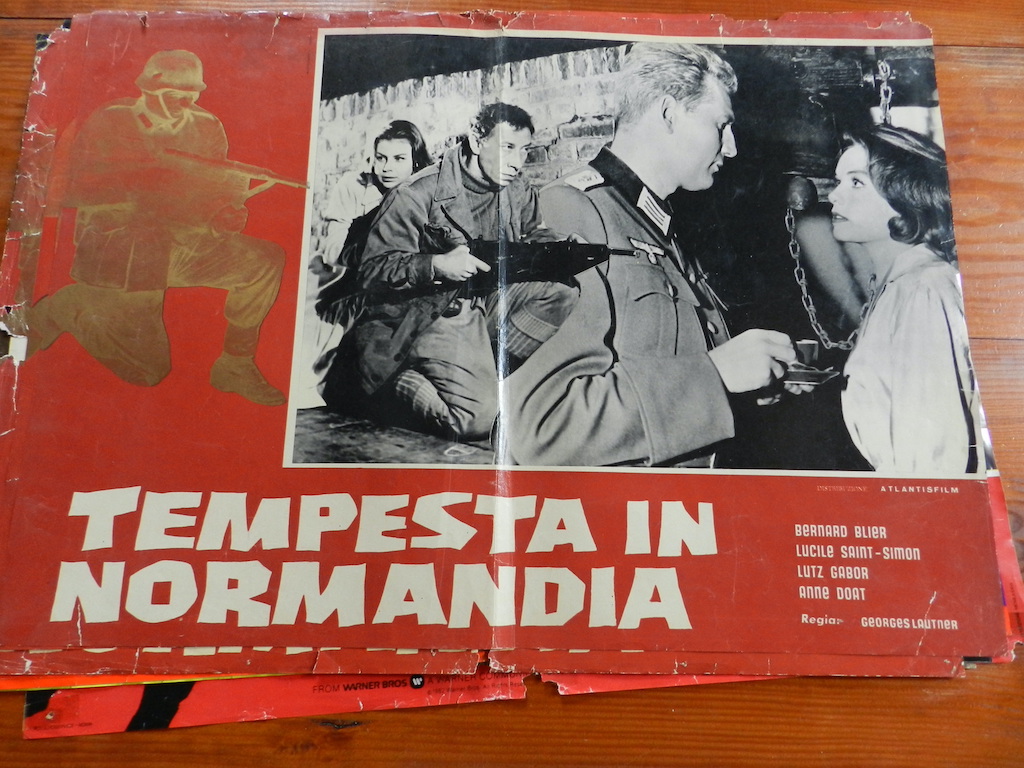 TEMPESTA IN
NORMANDIA
DISTRIBUZIONE ATLANTISFILM
BERNARD BLIER
LUCILE SAINT-SIMON
LUTZ GABOR
ANNE DOAT
Regia: GEORGES LAUTNER
FROM WARNER BROS